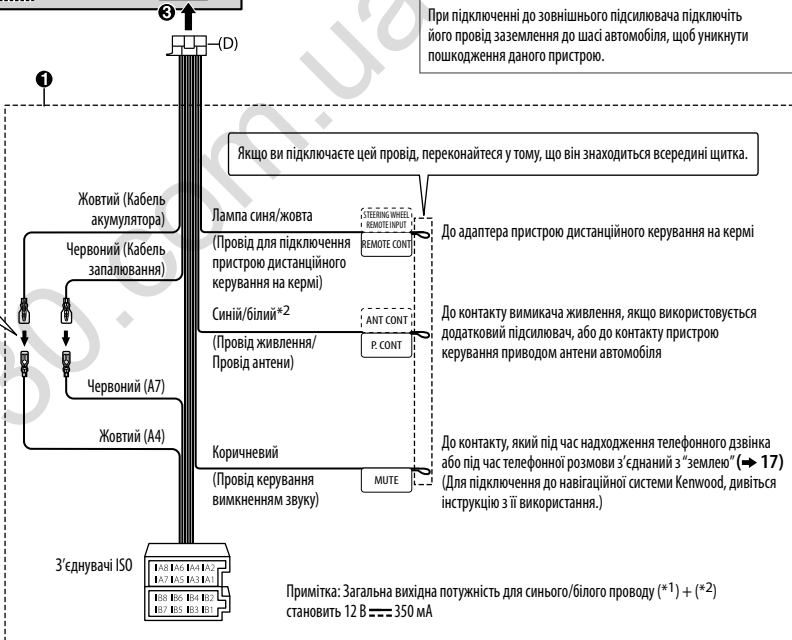 При підключенні до зовнішнього підсилювача підключіть
його провід заземлення до шасі автомобіля, щоб уникнути
пошкодження даного пристрою.
3
(D)
1
Якщо ви підключаєте цей провід, переконайтеся у тому, що він знаходиться всередині щитка.
Жовтий (Кабель
акумулятора)
Червоний (Кабель
запалювання)
Лампа синя/жовта
(Провід для підключення
пристрою дистанційного
керування на кермі)
STEERING WHEEL
REMOTE INPUT
REMOTE CONT
До адаптера пристрою дистанційного керування на кермі
Синій/білий*2
(Провід живлення/
Провід антени)
ANT CONT
P. CONT
До контакту вимикача живлення, якщо використовується
додатковий підсилювач, або до контакту пристрою
керування приводом антени автомобіля
Червоний (A7)
Жовтий (A4)
Коричневий
(Провід керування
вимкненням звуку)
MUTE
До контакту, який під час надходження телефонного дзвінка
або під час телефонної розмови з’єднаний з “землею” (➜ 17)
(Для підключення до навігаційної системи Kenwood, дивіться
інструкцію з її використання.)
З’єднувачі ISO
A8 A6 A4 A2
A7 A5 A3 A1
B8 B6 B4 B2
B7 B5 B3 B1
Примітка: Загальна вихідна потужність для синього/білого проводу (*1) + (*2)
становить 12 В ⎓ 350 мА
30.com.ua